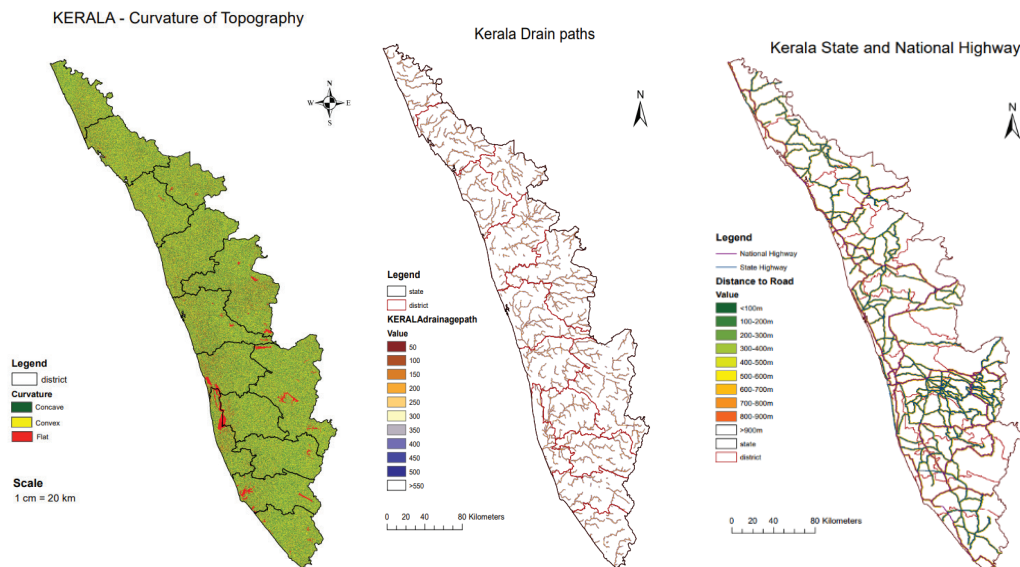 KERALA - Curvature of Topography
N
W E
S
Legend
district
Curvature
Concave
Convex
Flat
Scale
1 cm = 20 km
Kerala Drain paths
N
Legend
state
district
KERALAdrainagepath
Value
50
100
150
200
250
300
350
400
450
500
>550
0 20 40 80 Kilometers
Kerala State and National Highway
N
Legend
National Highway
State Highway
Distance to Road
Value
<100m
100-200m
200-300m
300-400m
400-500m
500-600m
600-700m
700-800m
800-900m
>900m
state
district
0 20 40 80 Kilometers